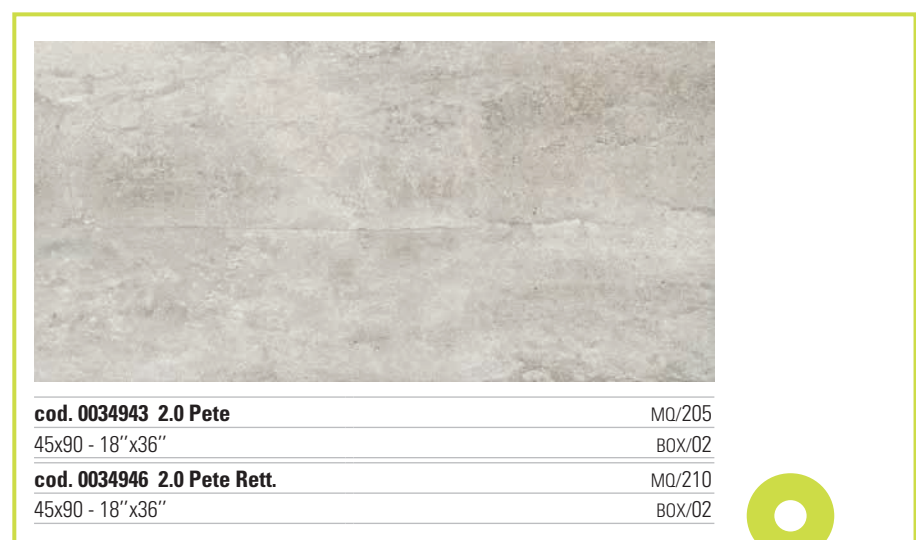 cod. 0034943 2.0 Pete MQ/205
45x90 - 18’’x36’’ BOX/02
cod. 0034946 2.0 Pete Rett. MQ/210
45x90 - 18’’x36’’ BOX/02